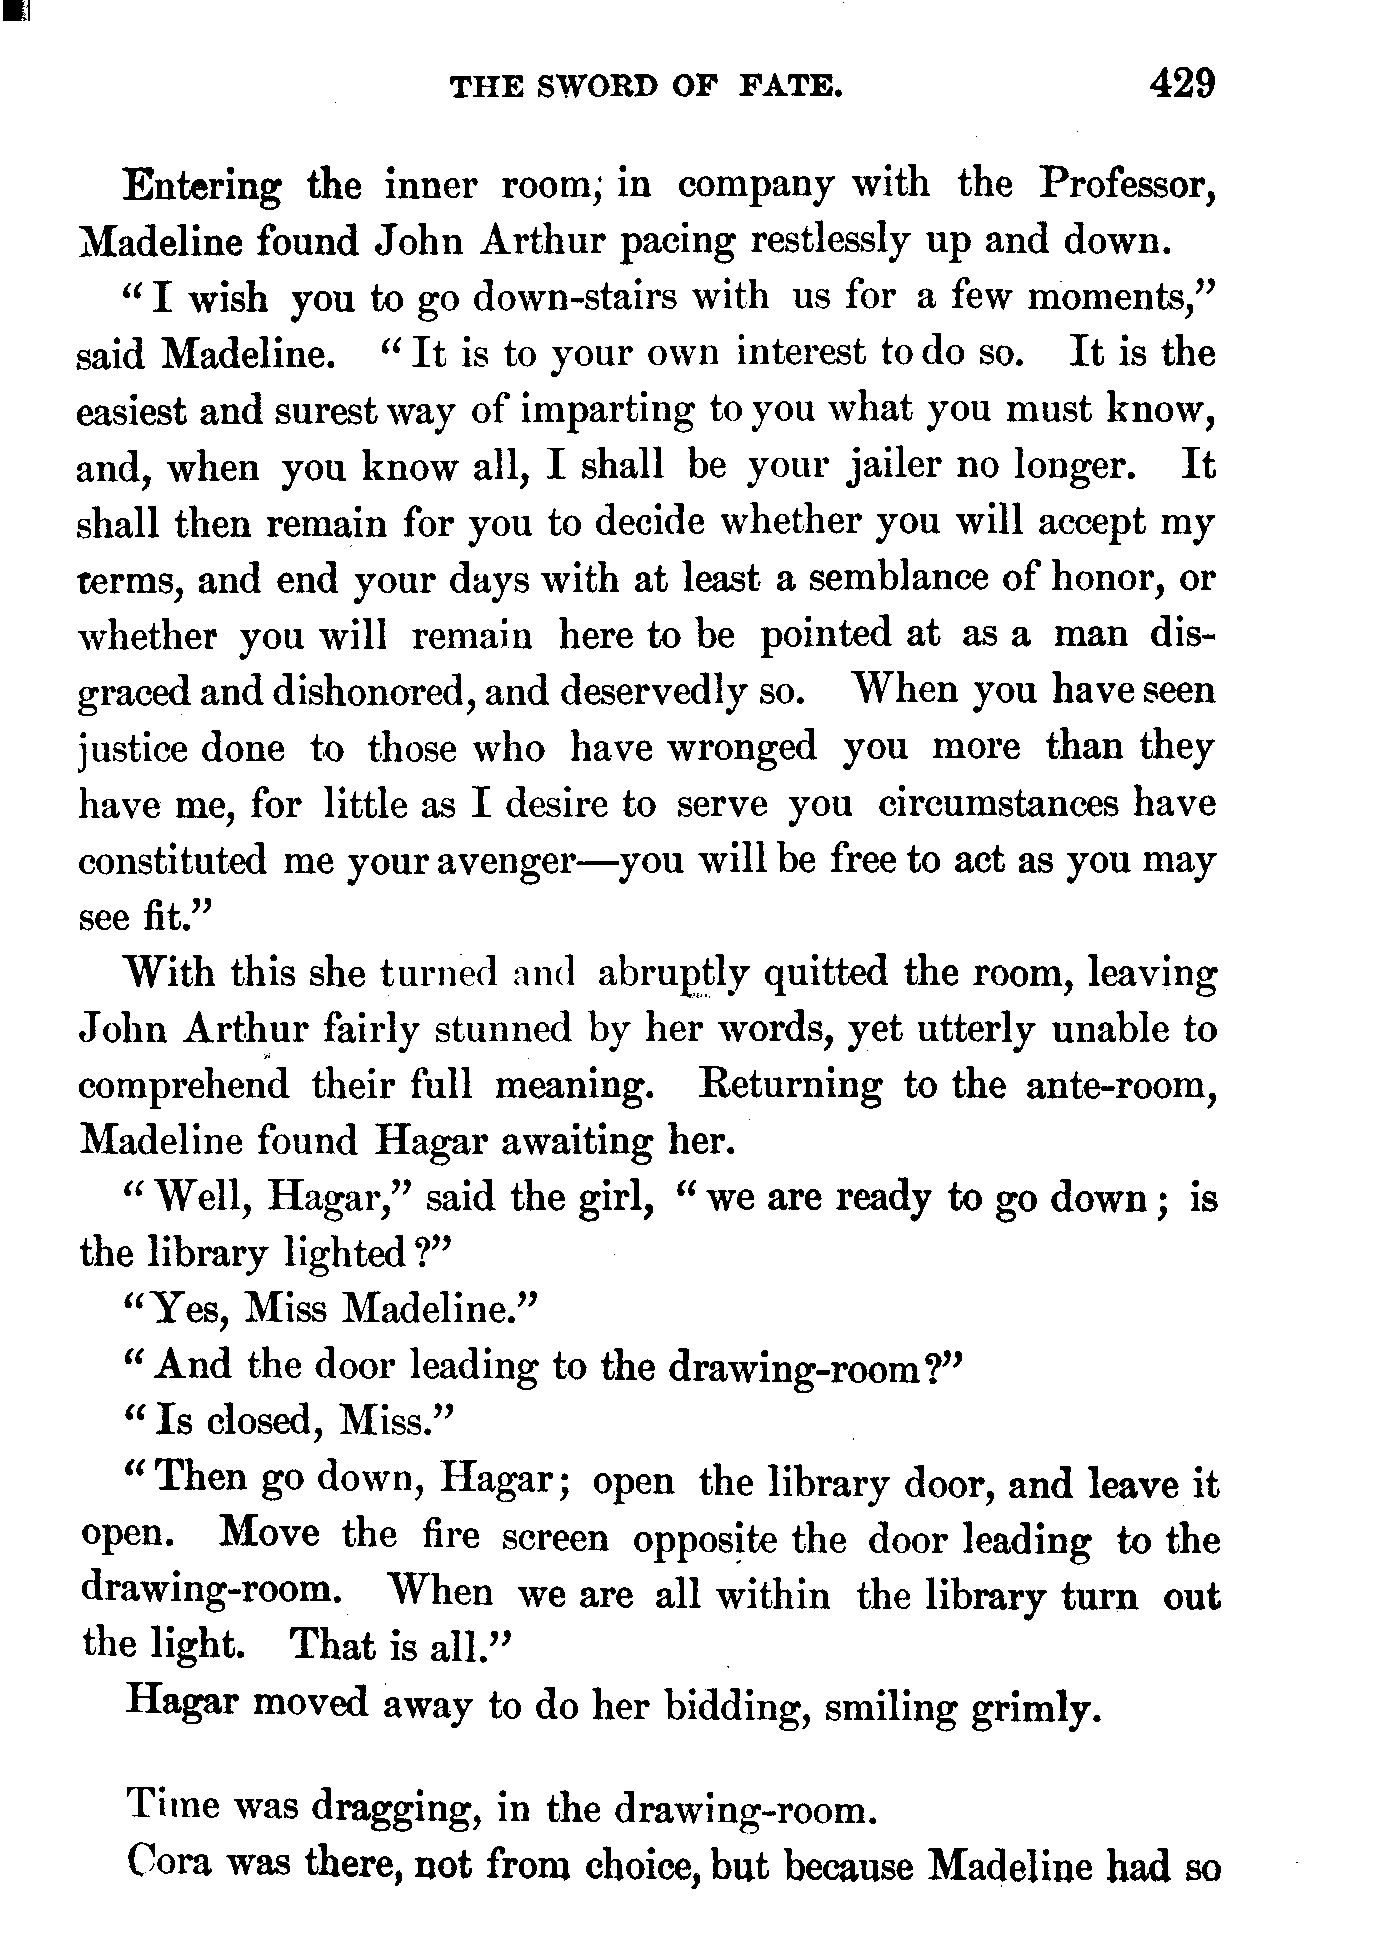 THE SWORD OF FATE. 429
Entering the inner room, in company with the Professor,
Madeline found John Arthur pacing restlessly up and down.
“I wish you to go down-stairs with us for a few moments,”
said Madeline. “It is to your own interest to do so. It is the
easiest and surest way of imparting to you what you must know,
and, when you know all, I shall be your jailer no longer. It
shall then remain for you to decide whether you will accept my
terms, and end your days with at least a semblance of honor, or
whether you will remain here to be pointed at as a man dis-
graced and dishonored, and deservedly so. When you have seen
justice done to those who have wronged you more than they
have me, for little as I desire to serve you circumstances have
constituted me your avenger—you will be free to act as you may
see fit.”
With this she turned and abruptly quitted the room, leaving
John Arthur fairly stunned by her words, yet utterly unable to
comprehend their full meaning. Returning to the ante-room,
Madeline found Hagar awaiting her.
“Well, Hagar,” said the girl, “we are ready to go down; is
the library lighted?”
“Yes, Miss Madeline.”
“And the door leading to the drawing-room?”
“Is closed, Miss.”
“Then go down, Hagar; open the library door, and leave it
open. Move the fire screen opposite the door leading to the
drawing-room. When we are all within the library turn out
the light. That is all.”
Hagar moved away to do her bidding, smiling grimly.
Time was dragging, in the drawing-room.
Cora was there, not from choice, but because Madeline had so